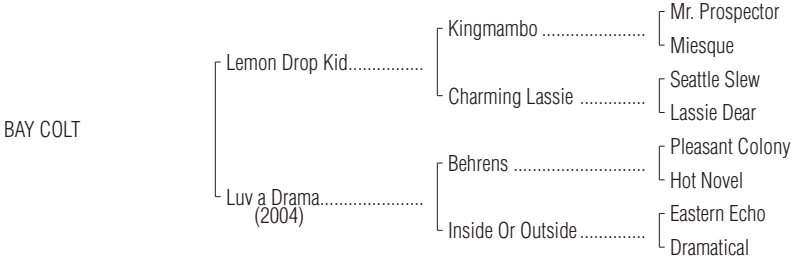 Mr. Prospector
Kingmambo ......................
Miesque
Lemon Drop Kid................
Seattle Slew
Charming Lassie ..............
Lassie Dear
BAY COLT
Pleasant Colony
Behrens ............................
Hot Novel
Luv a Drama......................
(2004)
Eastern Echo
Inside Or Outside ..............
Dramatical